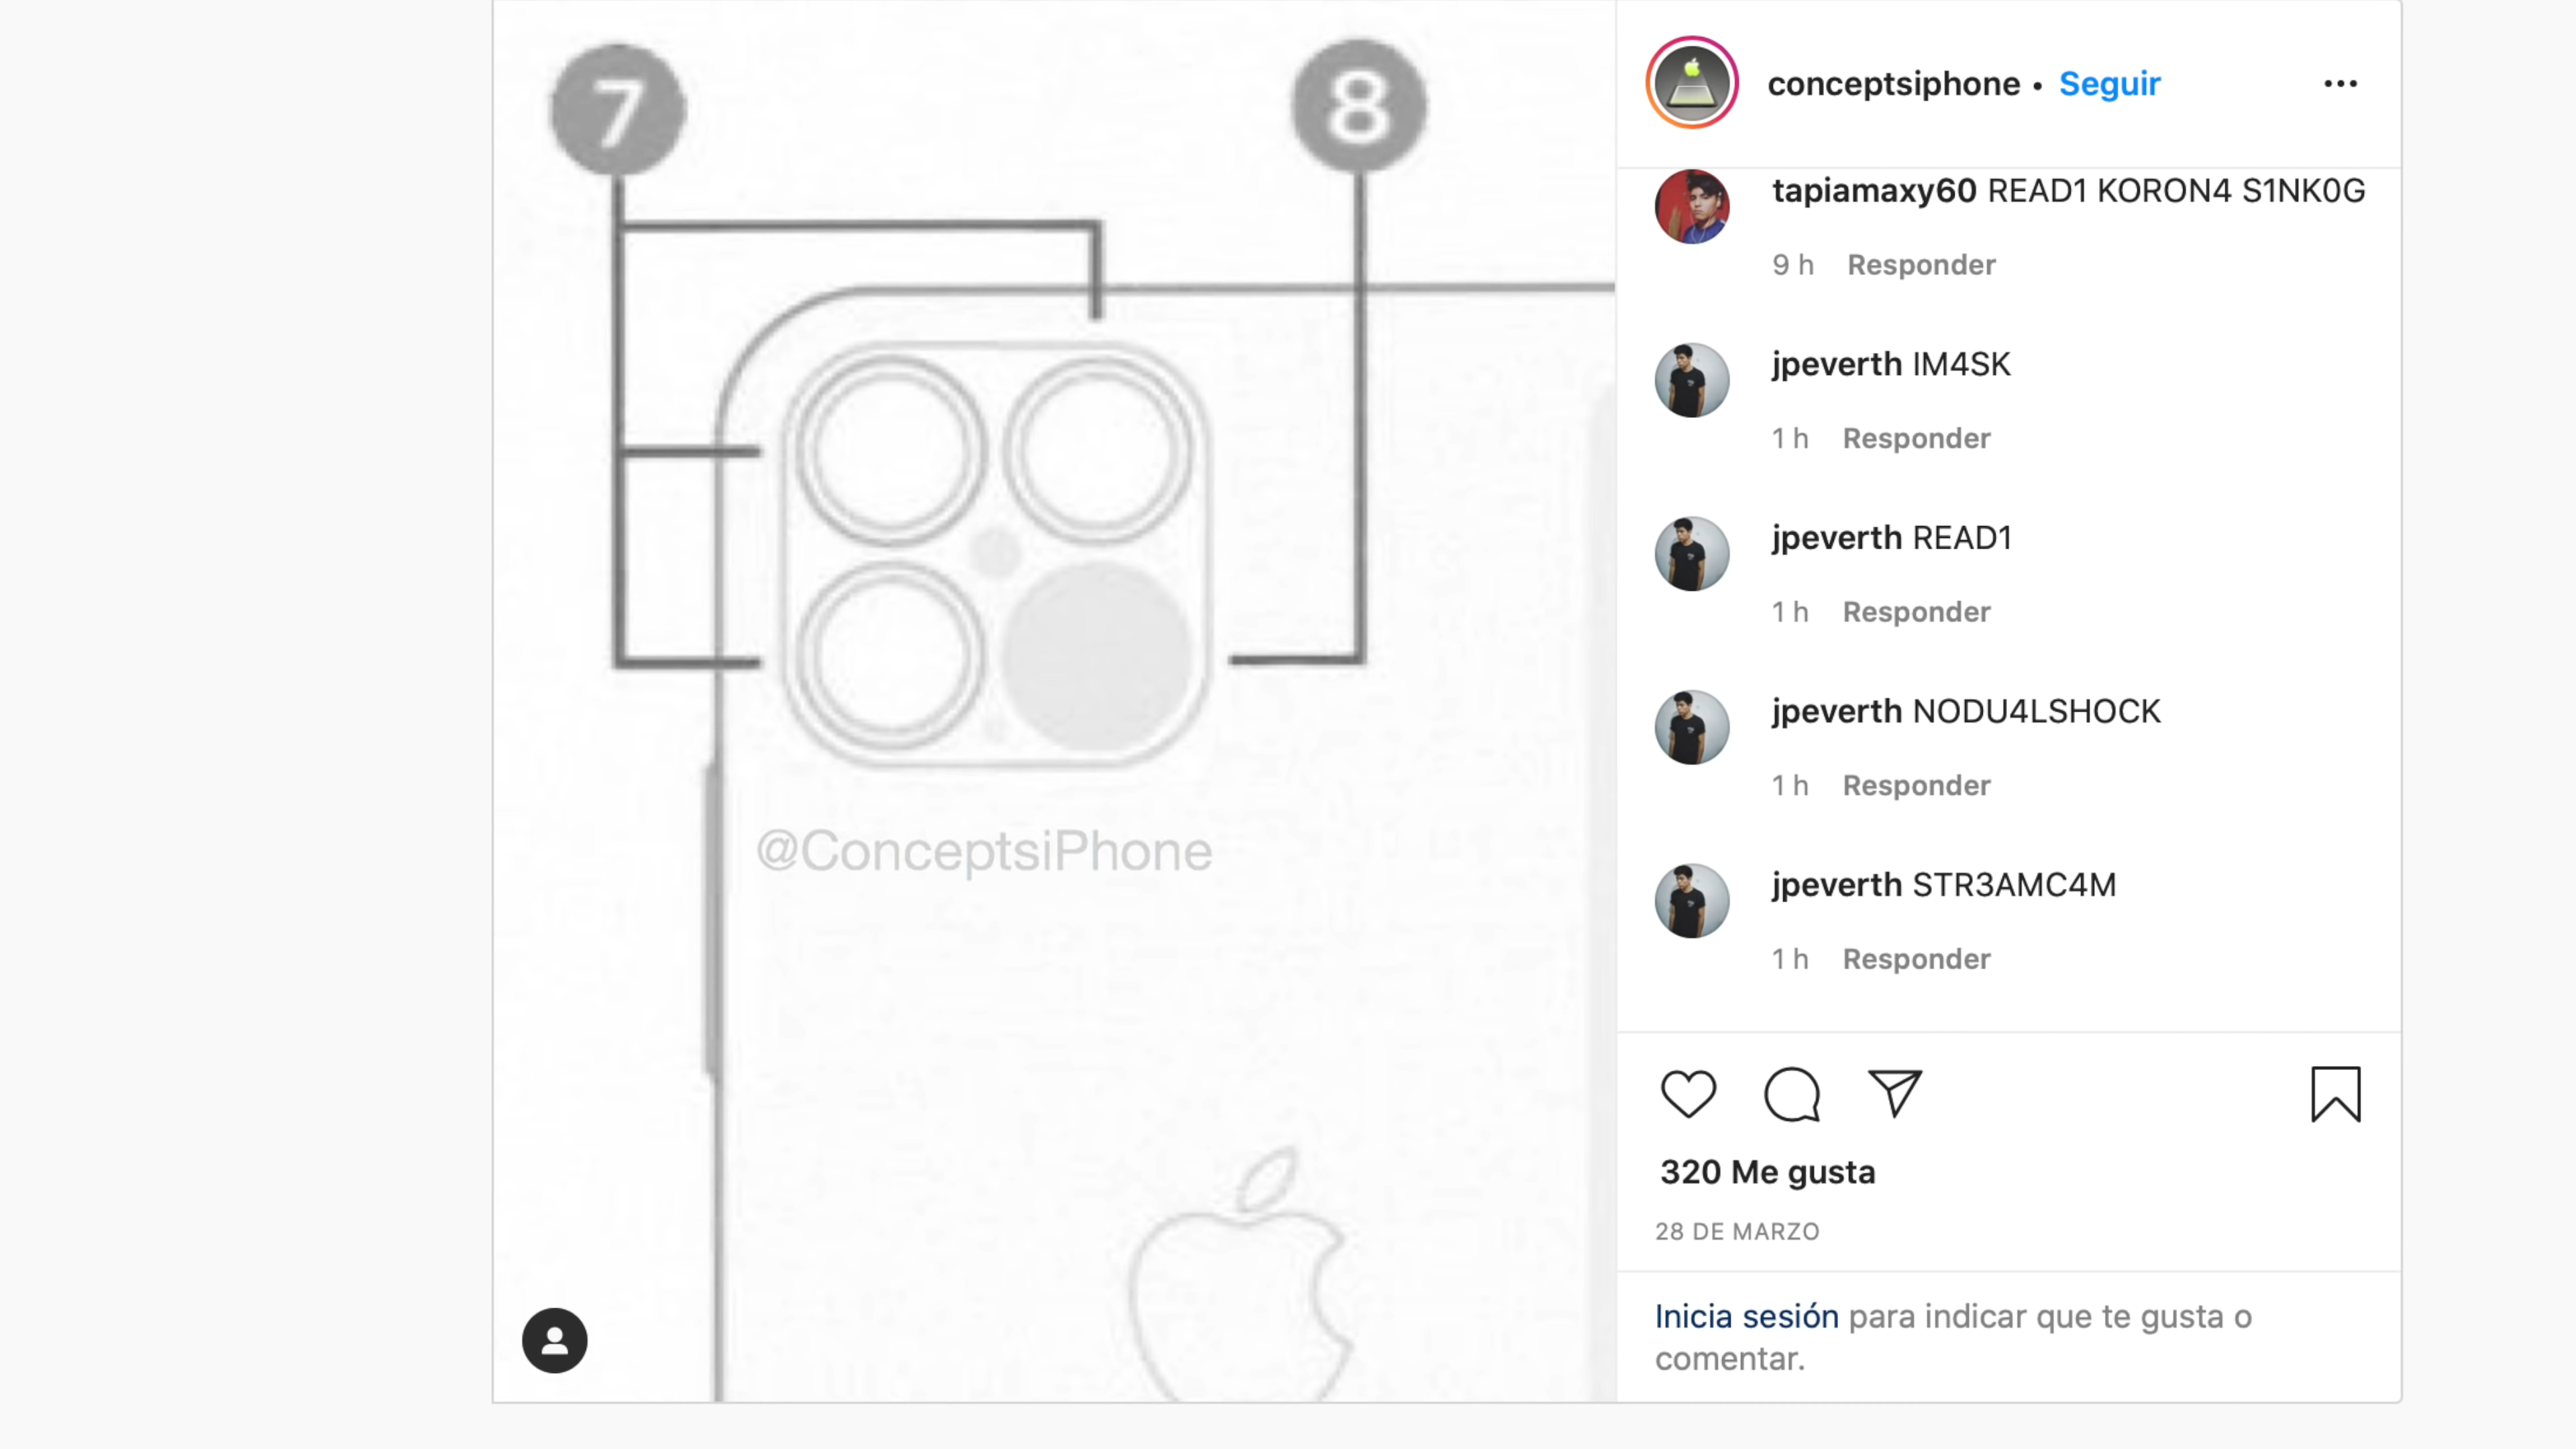 7
8
@ConceptsiPhone
conceptsiphone • Seguir
tapiamaxy60 READ1 KORON4 S1NK0G
9 h Responder
jpeverth IM4SK
1 h Responder
jpeverth READ1
1 h Responder
jpeverth NODU4LSHOCK
1 h Responder
jpeverth STR3AMC4M
1 h Responder
320 Me gusta
28 DE MARZO
Inicia sesión para indicar que te gusta o
comentar.